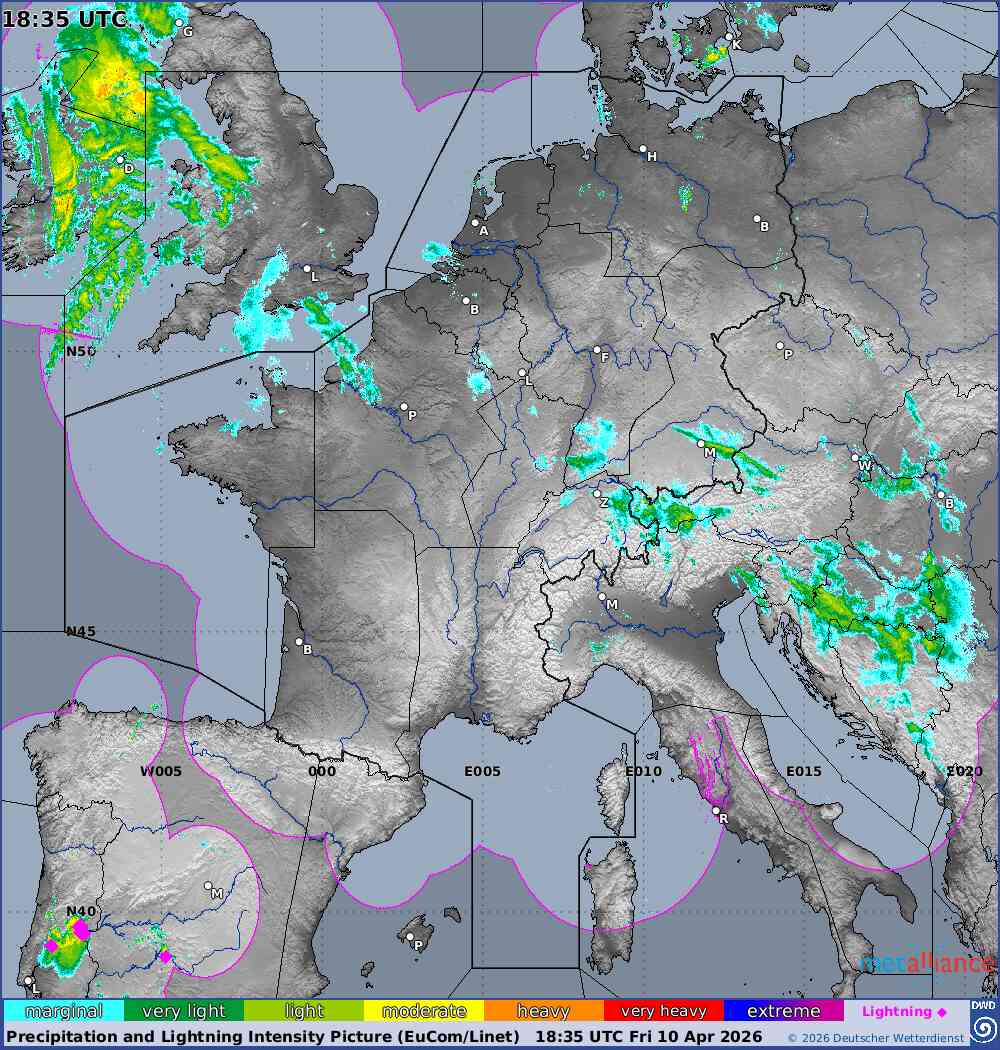 18:35 UTC
G
K
D
H
A
B
L
B
N50
F
P
L
P
M
W
Z
B
M
N45
B
W005
000
E005
E010
E015
E020
R
M
N40
P
L
metalliance
marginal very light light moderate heavy very heavy extreme Lightning
DWD
Precipitation and Lightning Intensity Picture (EuCom/Linet) 18:35 UTC Fri 10 Apr 2026 © 2026 Deutscher Wetterdienst